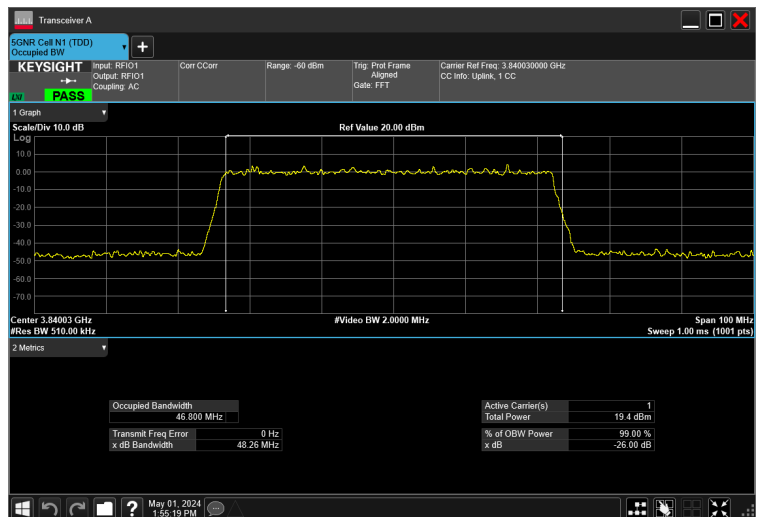 Transceiver A
5GNR Cell N1 (TDD)
Occupied BW
KEYSIGHT
Input: RFIO1
Output: RFIO1
Coupling: AC
Corr CCorr
Range: -60 dBm
Trig: Prot Frame
Aligned
Gate: FFT
Carrier Ref Freq: 3.840030000 GHz
CC Info: Uplink, 1 CC
PASS
1 Graph
Scale/Div 10.0 dB
Ref Value 20.00 dBm
Log
10.0
0.00
-10.0
-20.0
-30.0
-40.0
-50.0
-60.0
-70.0
Center 3.84003 GHz
#Video BW 2.0000 MHz
Span 100 MHz
#Res BW 510.00 kHz
Sweep 1.00 ms (1001 pts)
2 Metrics
Occupied Bandwidth
46.800 MHz
Transmit Freq Error 0 Hz
x dB Bandwidth 48.26 MHz
Active Carrier(s) 1
Total Power 19.4 dBm
% of OBW Power 99.00 %
x dB -26.00 dB
?
May 01, 2024
1:55:19 PM